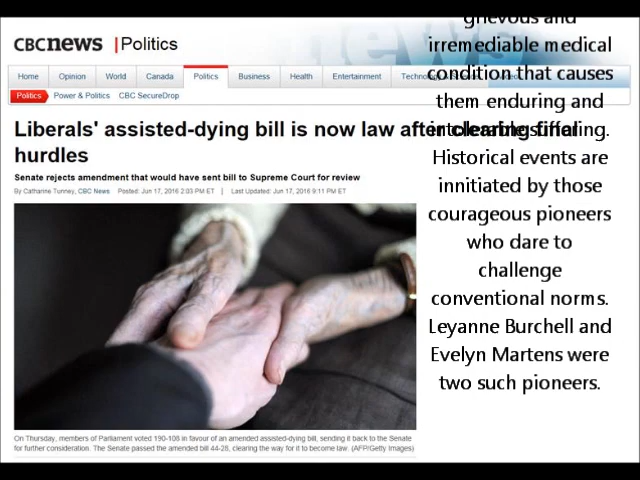 CBCnews | Politics
Home Opinion World Canada Politics Business Health Entertainment
Politics Power & Politics CBC SecureDrop
Liberals' assisted-dying bill is now law after clearing final
hurdles
Senate rejects amendment that would have sent bill to Supreme Court for review
By Catharine Tunney, CBC News Posted: Jun 17, 2016 2:03 PM ET | Last Updated: Jun 17, 2016 9:11 PM ET
On Thursday, members of Parliament voted 190-108 in favour of an amended assisted-dying bill, sending it back to the Senate
for further consideration. The Senate passed the amended bill 44-28, clearing the way for it to become law. (AFP/Getty Images)
grievous and
irremediable medical
condition that causes
them enduring and
intolerable suffering.
Historical events are
innitiated by those
courageous pioneers
who dare to
challenge
conventional norms.
Leyanne Burchell and
Evelyn Martens were
two such pioneers.